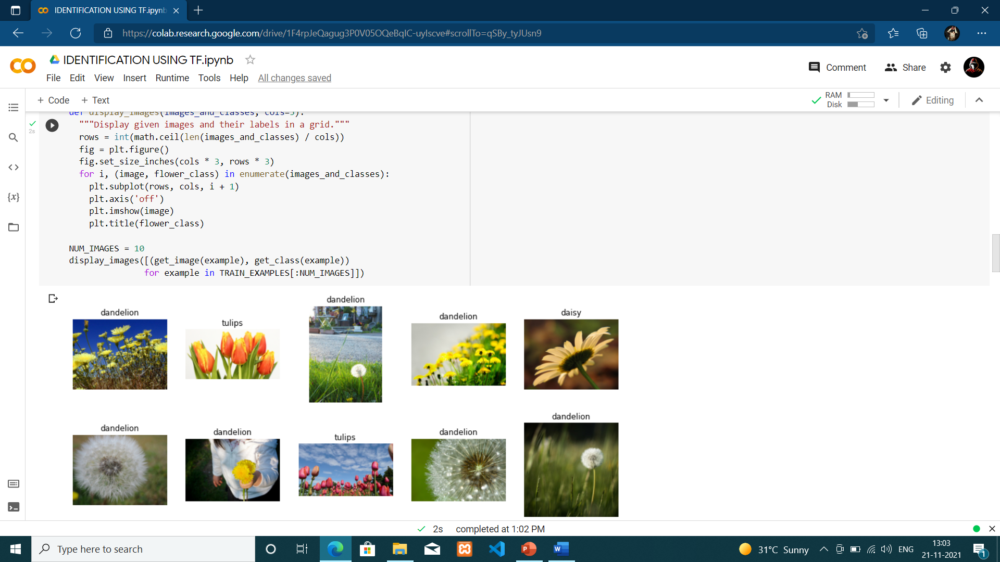 IDENTIFICATION USING TF.ipynb
https://colab.research.google.com/drive/1F4rpJeQagug3P0V05OQeBqIC-uyIscve#scrollTo=qSBy_tyJUsn9
IDENTIFICATION USING TF.ipynb
Comment Share
File Edit View Insert Runtime Tools Help All changes saved
+ Code + Text
RAM
Disk
Editing
def display_images(images_and_classes, cols=5):
2s
"""Display given images and their labels in a grid."""
rows = int(math.ceil(len(images_and_classes) / cols))
fig = plt.figure()
fig.set_size_inches(cols * 3, rows * 3)
for i, (image, flower_class) in enumerate(images_and_classes):
plt.subplot(rows, cols, i + 1)
plt.axis('off')
plt.imshow(image)
plt.title(flower_class)
NUM_IMAGES = 10
display_images([(get_image(example), get_class(example))
for example in TRAIN_EXAMPLES[:NUM_IMAGES]])
dandelion
tulips
dandelion
dandelion
daisy
dandelion
dandelion
tulips
dandelion
dandelion
2s completed at 1:02 PM
Type here to search
31°C Sunny
ENG
13:03
21-11-2021
1